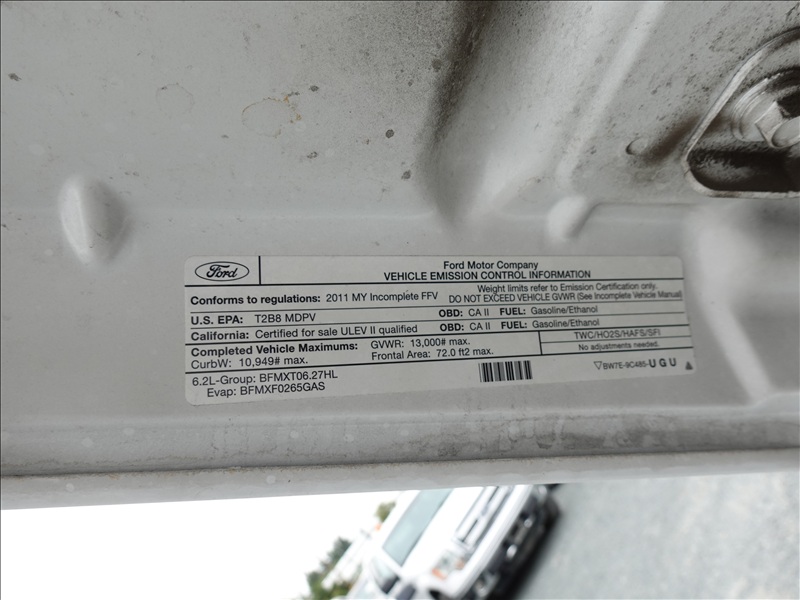 Ford
Ford Motor Company
VEHICLE EMISSION CONTROL INFORMATION
Conforms to regulations: 2011 MY Incomplete FFV
Weight limits refer to Emission Certification only.
DO NOT EXCEED VEHICLE GVWR (See Incomplete Vehicle Manual)
U.S. EPA: T2B8 MDPV OBD: CA II FUEL: Gasoline/Ethanol
California: Certified for sale ULEV II qualified OBD: CA II FUEL: Gasoline/Ethanol
Completed Vehicle Maximums: GVWR: 13,000# max.
CurbW: 10,949# max. Frontal Area: 72.0 ft2 max.
TWC/HO2S/HAFS/SFI
No adjustments needed.
6.2L-Group: BFMXT06.27HL
Evap: BFMXF0265GAS
BW7E-9C485-UGU